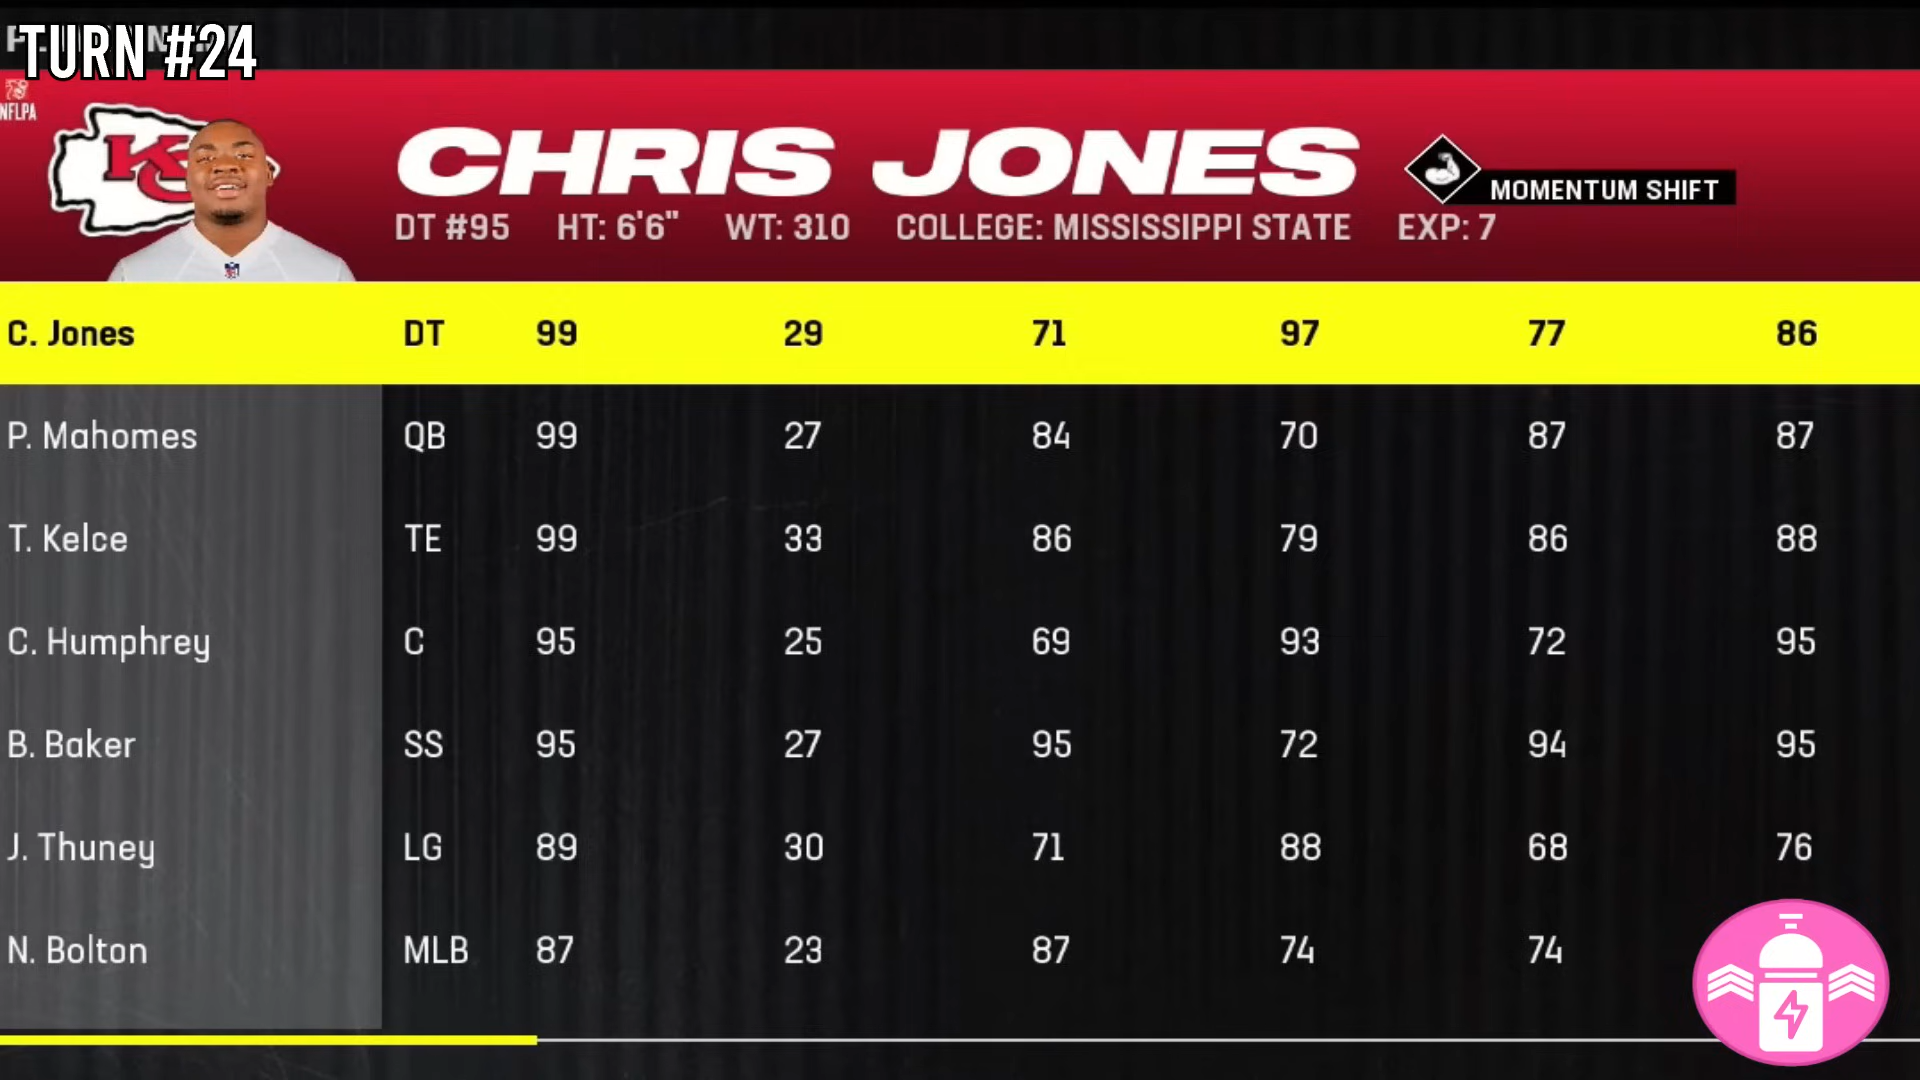 TURN #24
NFLPA
KC
CHRIS JONES
MOMENTUM SHIFT
DT #95 HT: 6'6" WT: 310 COLLEGE: MISSISSIPPI STATE EXP: 7
C. Jones DT 99 29 71 97 77 86
P. Mahomes QB 99 27 84 70 87 87
T. Kelce TE 99 33 86 79 86 88
C. Humphrey C 95 25 69 93 72 95
B. Baker SS 95 27 95 72 94 95
J. Thuney LG 89 30 71 88 68 76
N. Bolton MLB 87 23 87 74 74